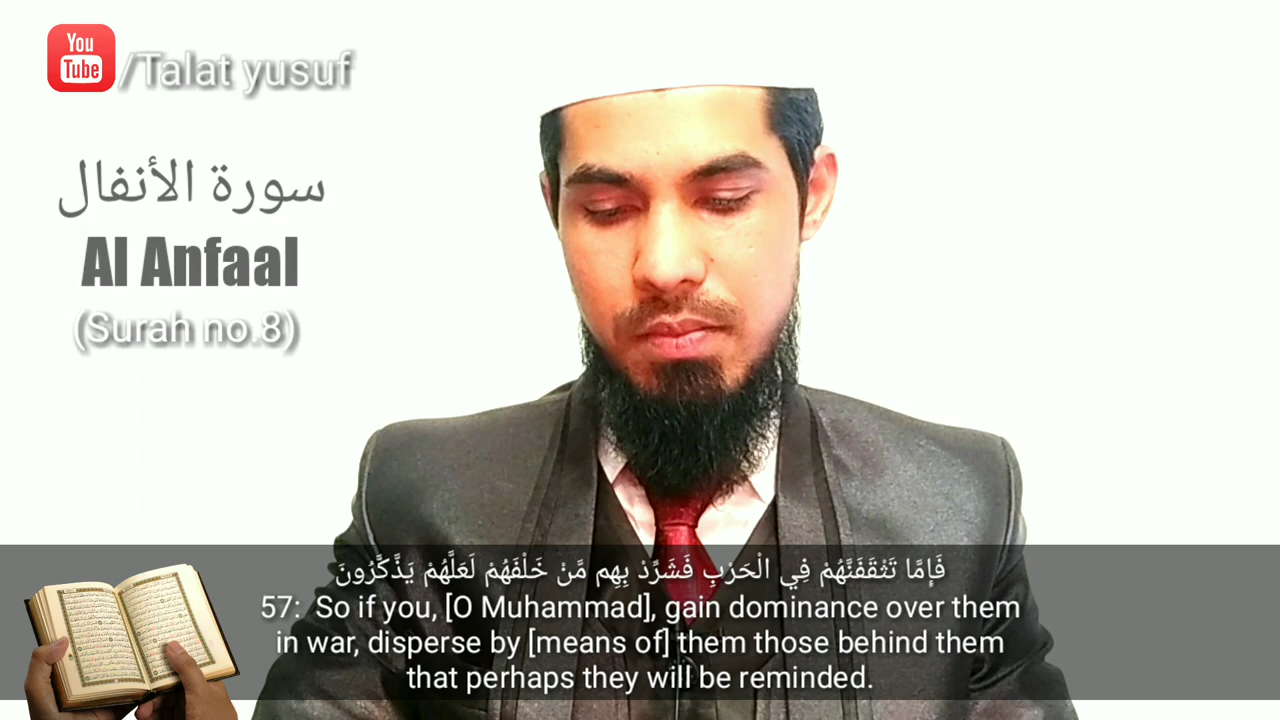 You
Tube
/Talat yusuf
سورة الأنفال
Al Anfaal
(Surah no.8)
فَإِمَّا تَثْقَفَنَّهُمْ فِي الْحَرْبِ فَشَرِّدْ بِهِم مَّنْ خَلْفَهُمْ لَعَلَّهُمْ يَذَّكَّرُونَ
57: So if you, [O Muhammad], gain dominance over them
in war, disperse by [means of] them those behind them
that perhaps they will be reminded.